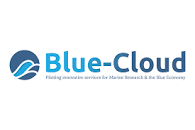 Blue-Cloud
Piloting innovative services for Marine Research & the Blue Economy